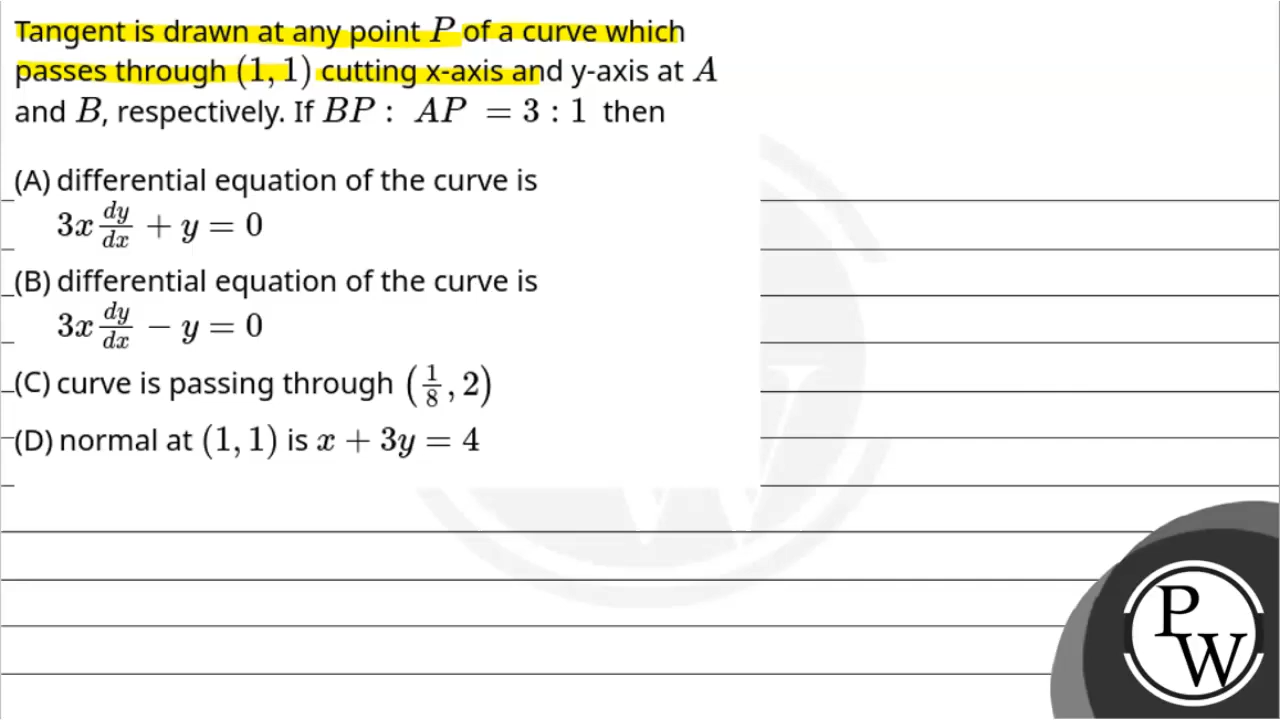 Tangent is drawn at any point P of a curve which
passes through (1, 1) cutting x-axis and y-axis at A
and B, respectively. If BP : AP = 3 : 1 then
(A) differential equation of the curve is
3x dy/dx + y = 0
(B) differential equation of the curve is
3x dy/dx − y = 0
(C) curve is passing through (1/8, 2)
(D) normal at (1, 1) is x + 3y = 4
P
W